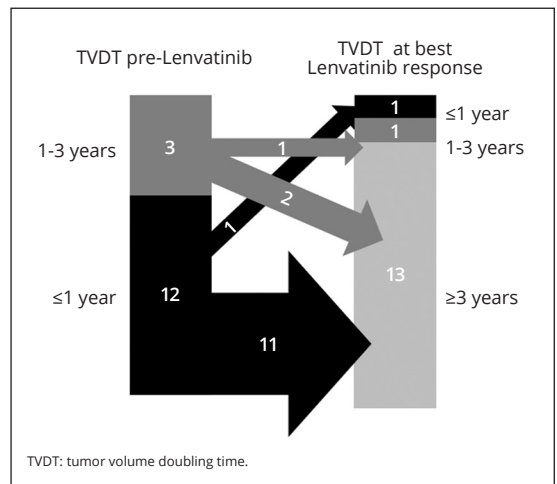 TVDT pre-Lenvatinib
TVDT at best
Lenvatinib response
1-3 years
3
1
1
≤1 year
1
1-3 years
2
1
≤1 year
12
13
≥3 years
11
TVDT: tumor volume doubling time.